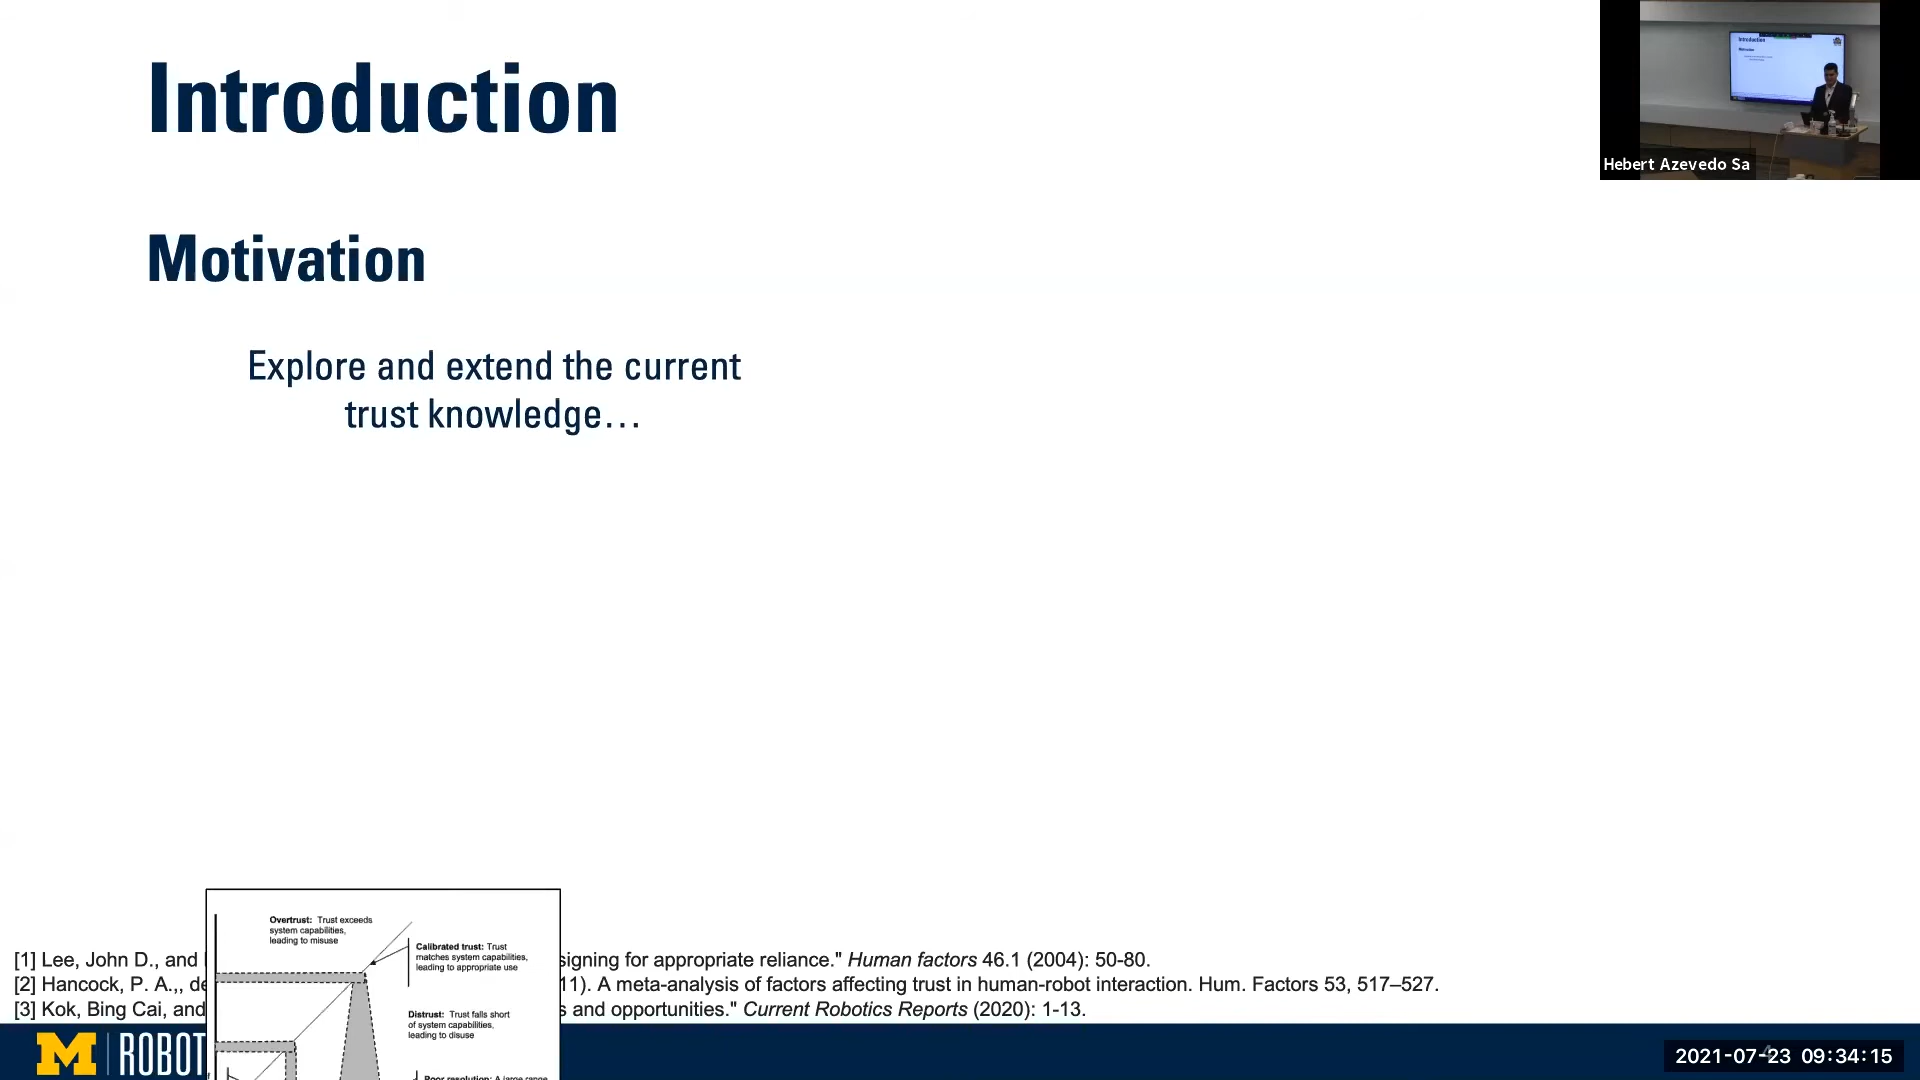 Introduction
Motivation
Explore and extend the current
trust knowledge…
Hebert Azevedo Sa
Introduction
Motivation
Overtrust: Trust exceeds
system capabilities,
leading to misuse
Calibrated trust: Trust
matches system capabilities,
leading to appropriate use
Distrust: Trust falls short
of system capabilities,
leading to disuse
Poor resolution: A large range
[1] Lee, John D., and signing for appropriate reliance." Human factors 46.1 (2004): 50-80.
[2] Hancock, P. A.,, de 11). A meta-analysis of factors affecting trust in human-robot interaction. Hum. Factors 53, 517–527.
[3] Kok, Bing Cai, and s and opportunities." Current Robotics Reports (2020): 1-13.
M ROBOT
2021-07-23 09:34:15